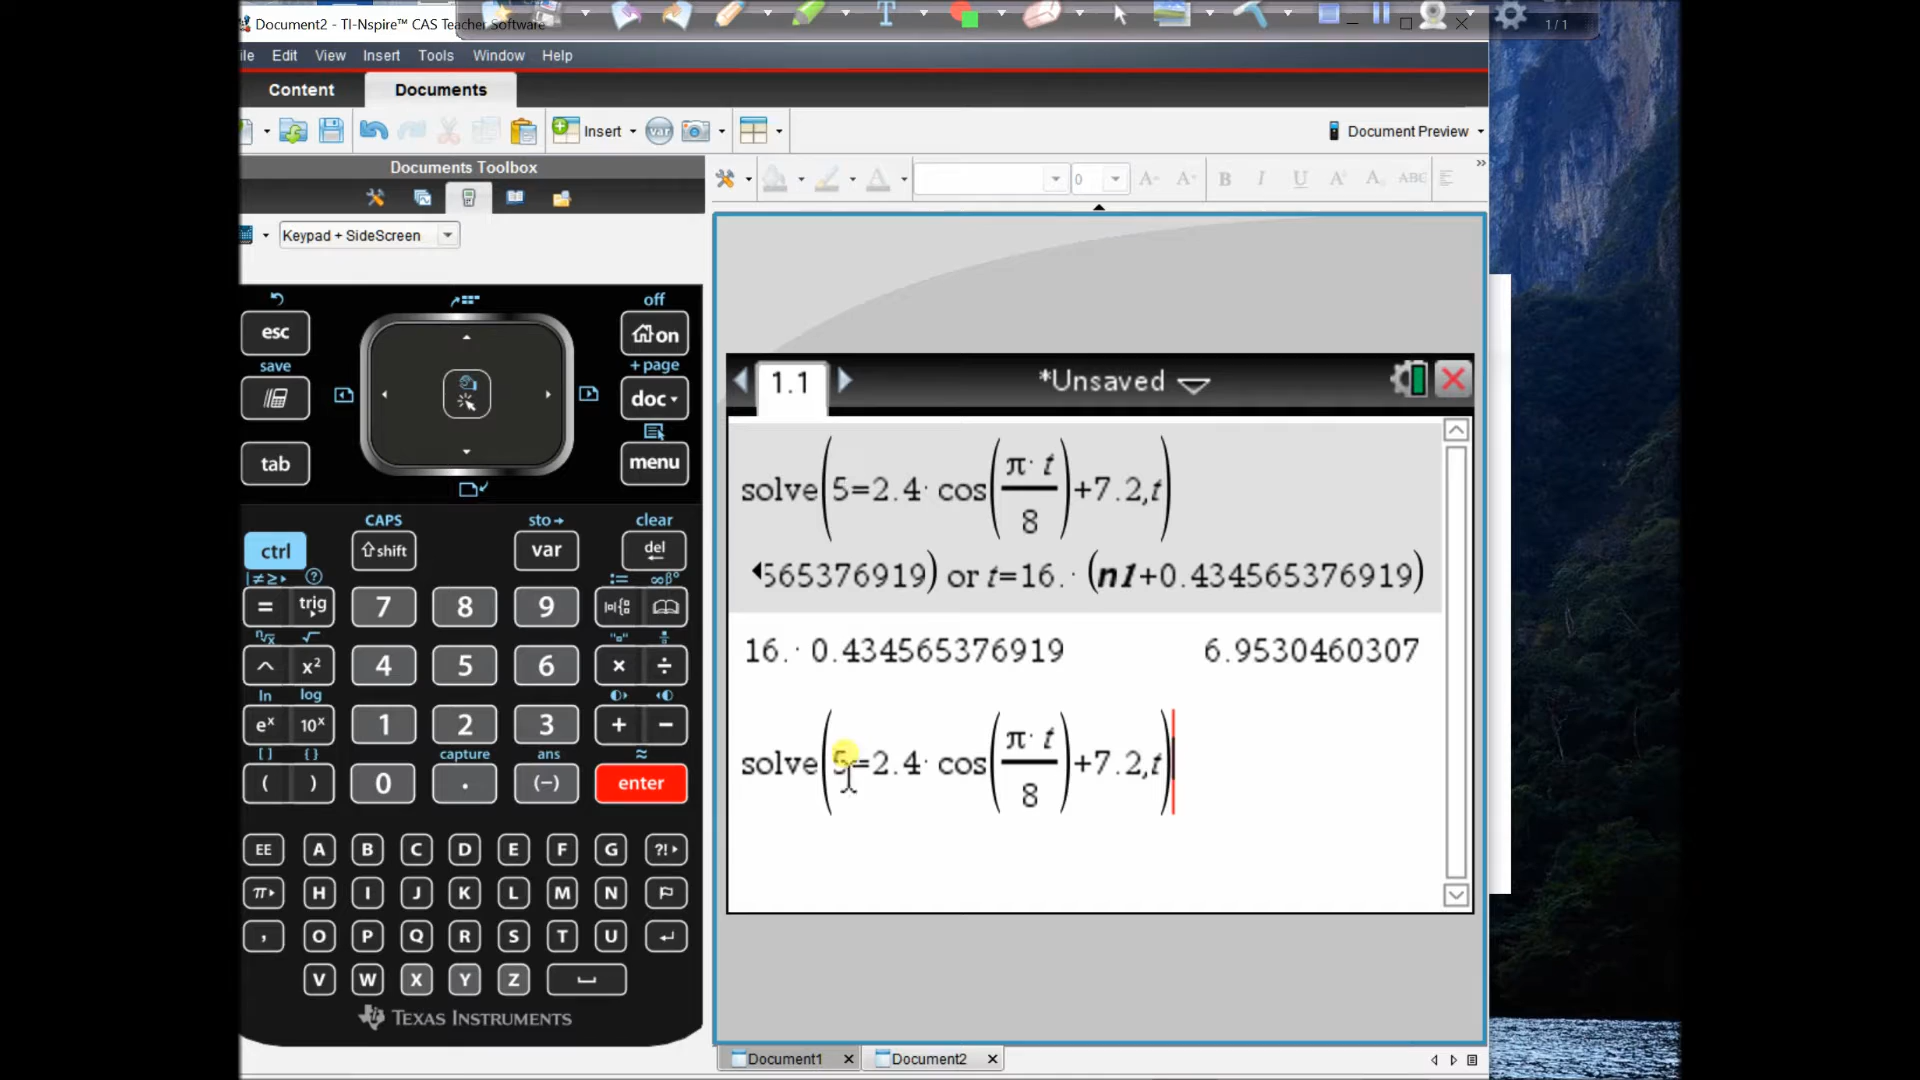 Document2 - TI-Nspire™ CAS Teacher Software
1/1
ile Edit View Insert Tools Window Help
Content Documents
Insert var Document Preview
Documents Toolbox
0 B I U A A ABC
Keypad + SideScreen
off
esc on
save + page
doc
tab menu
CAPS sto→ clear
ctrl ⇧shift var del
|≠≥▸ ? := ∞β°
= trig 7 8 9 |□|{
ⁿ√x √ "▫"
^ x² 4 5 6 × ÷
ln log
eˣ 10ˣ 1 2 3 + −
[ ] { } capture ans ≈
( ) 0 . (−) enter
EE A B C D E F G ?!▸
π▸ H I J K L M N
, O P Q R S T U ↵
V W X Y Z
TEXAS INSTRUMENTS
1.1 *Unsaved
solve(5=2.4· cos(π· t/8)+7.2,t)
◂565376919) or t=16.· (n1+0.434565376919)
16.· 0.434565376919 6.9530460307
solve(5=2.4· cos(π· t/8)+7.2,t)
Document1 Document2